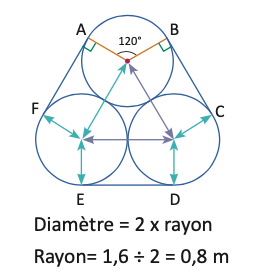 A
B
120°
F
C
E
D
Diamètre = 2 x rayon
Rayon= 1,6 ÷ 2 = 0,8 m